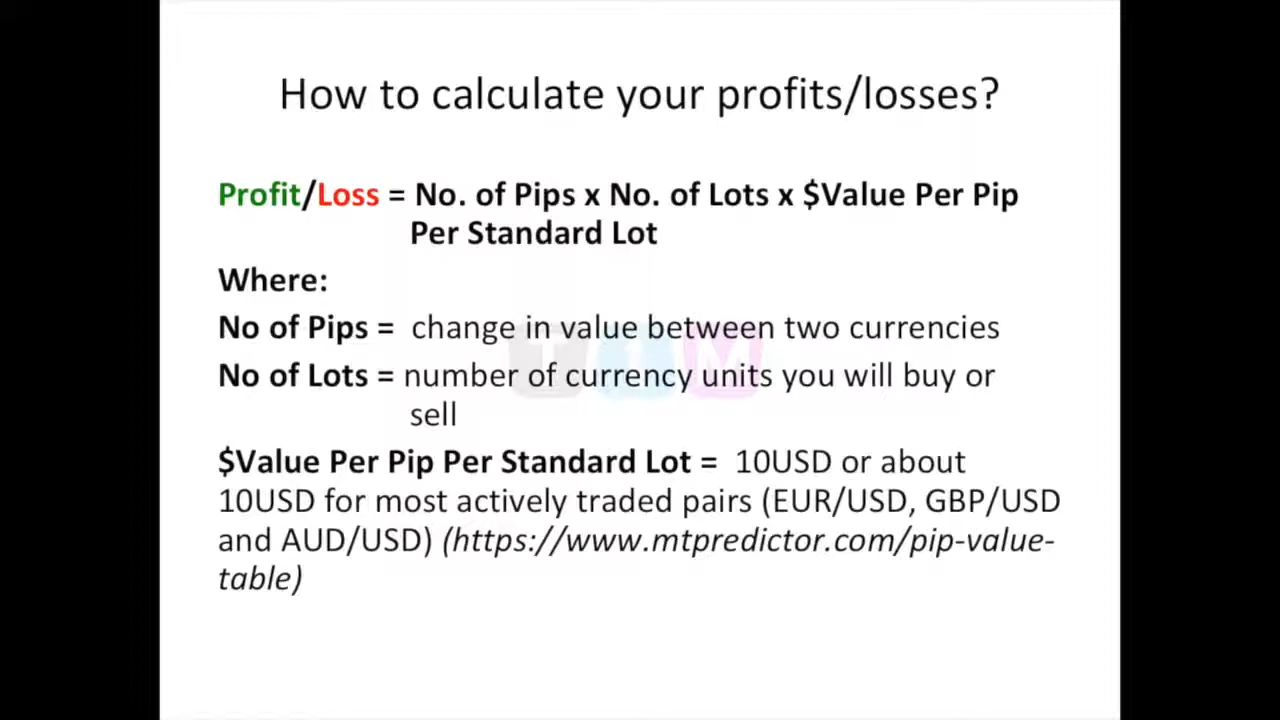 How to calculate your profits/losses?
Profit/Loss = No. of Pips x No. of Lots x $Value Per Pip
Per Standard Lot
Where:
No of Pips = change in value between two currencies
No of Lots = number of currency units you will buy or
sell
$Value Per Pip Per Standard Lot = 10USD or about
10USD for most actively traded pairs (EUR/USD, GBP/USD
and AUD/USD) (https://www.mtpredictor.com/pip-value-
table)